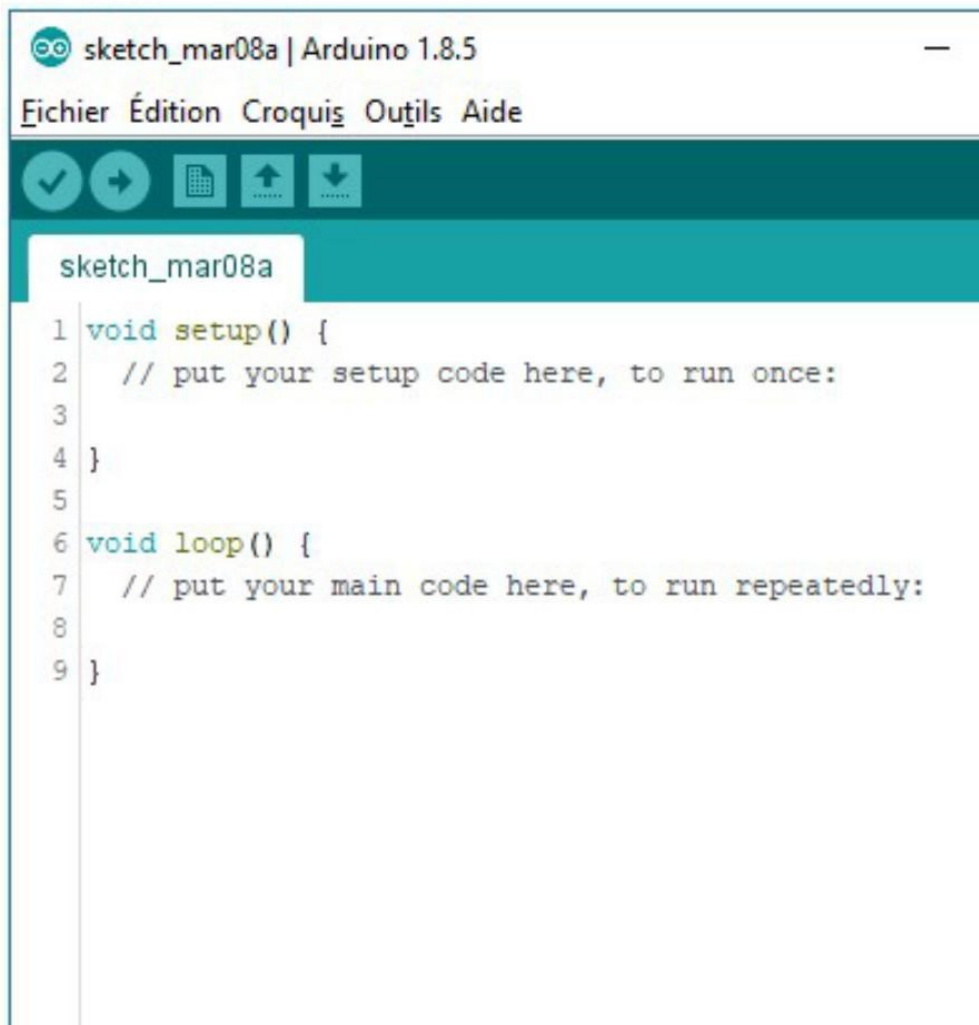 sketch_mar08a | Arduino 1.8.5
Fichier Édition Croquis Outils Aide
sketch_mar08a
1 void setup() {
2   // put your setup code here, to run once:
3
4 }
5
6 void loop() {
7   // put your main code here, to run repeatedly:
8
9 }